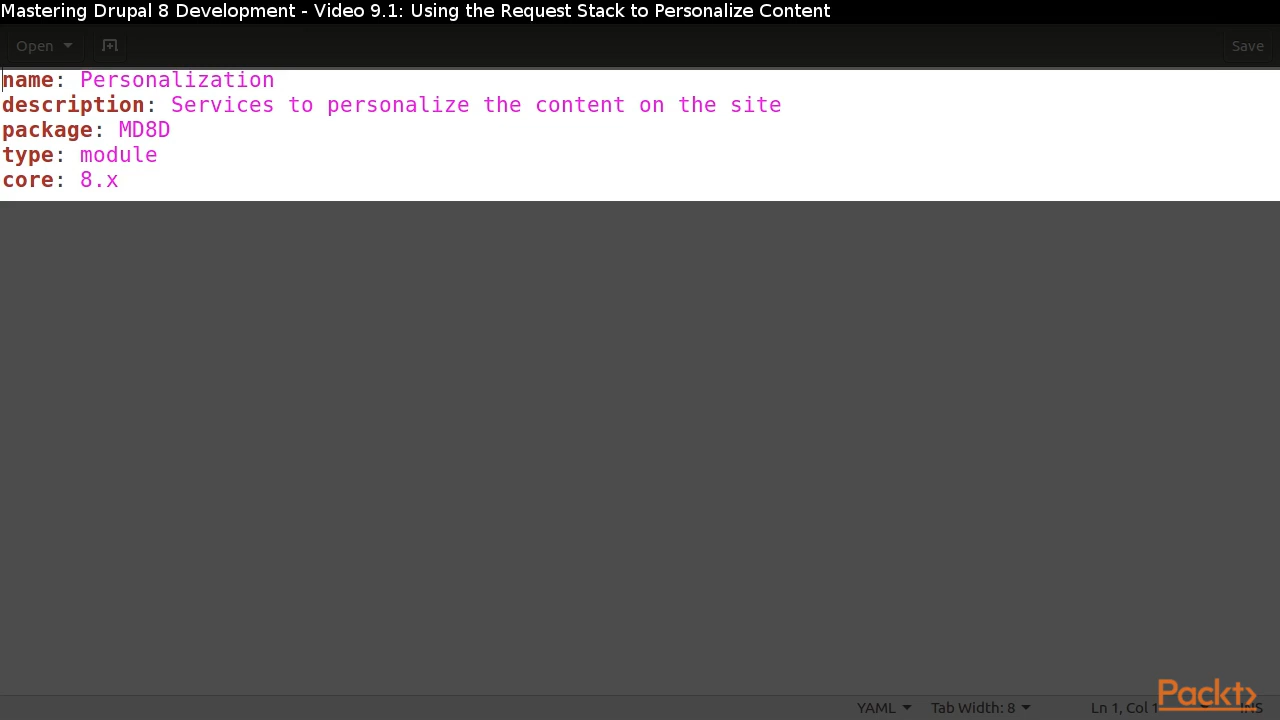 Mastering Drupal 8 Development - Video 9.1: Using the Request Stack to Personalize Content
Open
Save
name: Personalization
description: Services to personalize the content on the site
package: MD8D
type: module
core: 8.x
YAML
Tab Width: 8
Ln 1, Col 1
INS
Packt